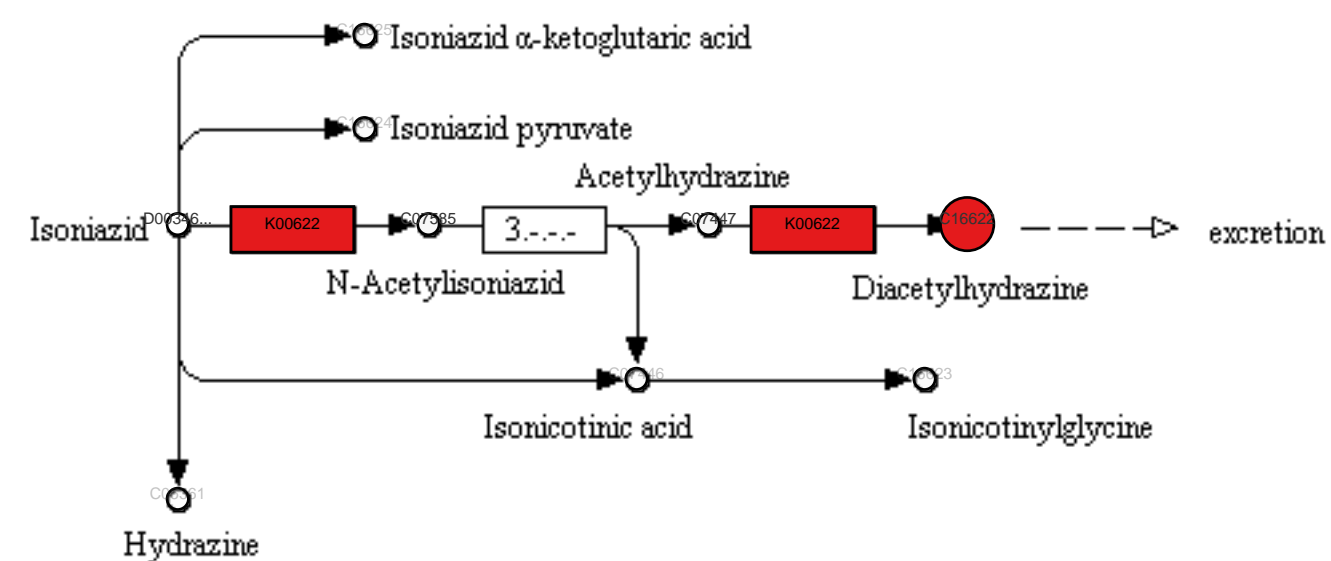 Isoniazid α-ketoglutaric acid
Isoniazid pyruvate
Acetylhydrazine
Isoniazid
D00346...
K00622
C07585
3.-.-.-
C07447
K00622
C16622
excretion
N-Acetylisoniazid
Diacetylhydrazine
Isonicotinic acid
Isonicotinylglycine
Hydrazine